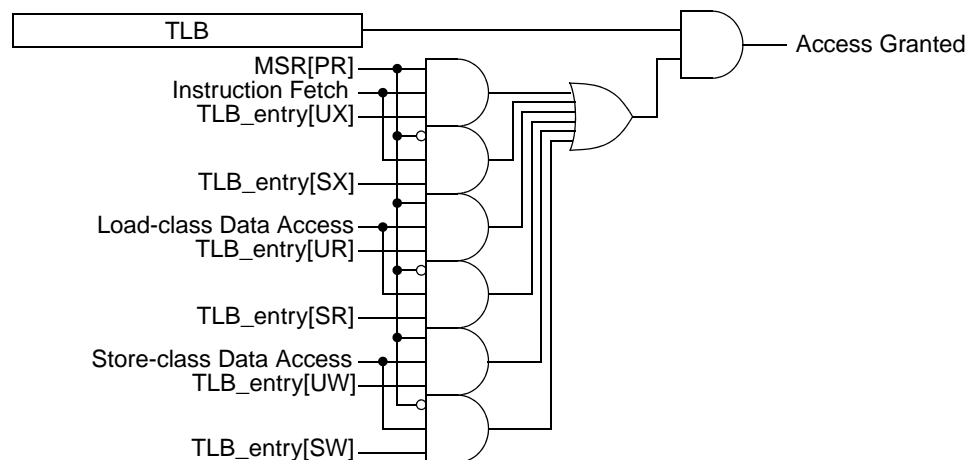 TLB
Access Granted
MSR[PR]
Instruction Fetch
TLB_entry[UX]
TLB_entry[SX]
Load-class Data Access
TLB_entry[UR]
TLB_entry[SR]
Store-class Data Access
TLB_entry[UW]
TLB_entry[SW]